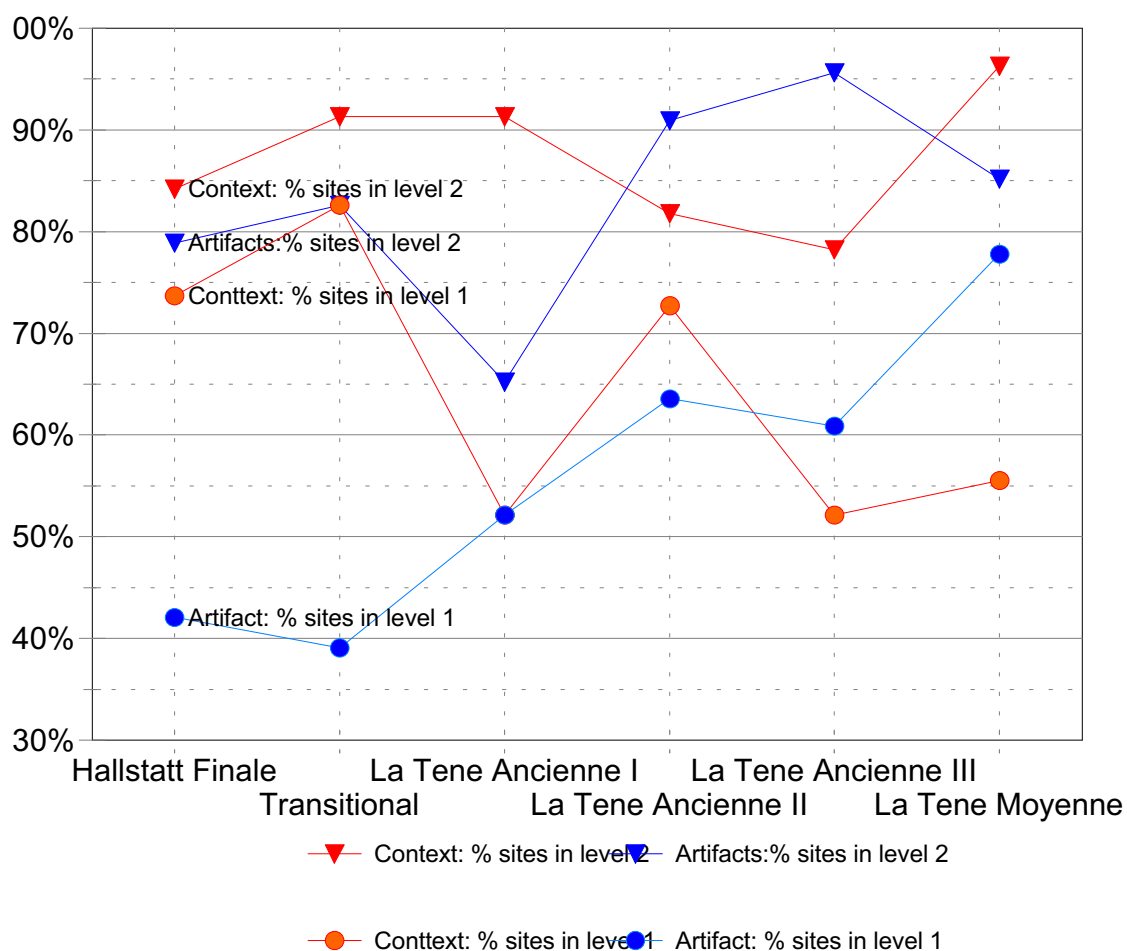 00%
90%
80%
70%
60%
50%
40%
30%
Context: % sites in level 2
Artifacts:% sites in level 2
Conttext: % sites in level 1
Artifact: % sites in level 1
Hallstatt Finale
La Tene Ancienne I
La Tene Ancienne III
Transitional
La Tene Ancienne II
La Tene Moyenne
Context: % sites in level 2
Artifacts:% sites in level 2
Conttext: % sites in level 1
Artifact: % sites in level 1